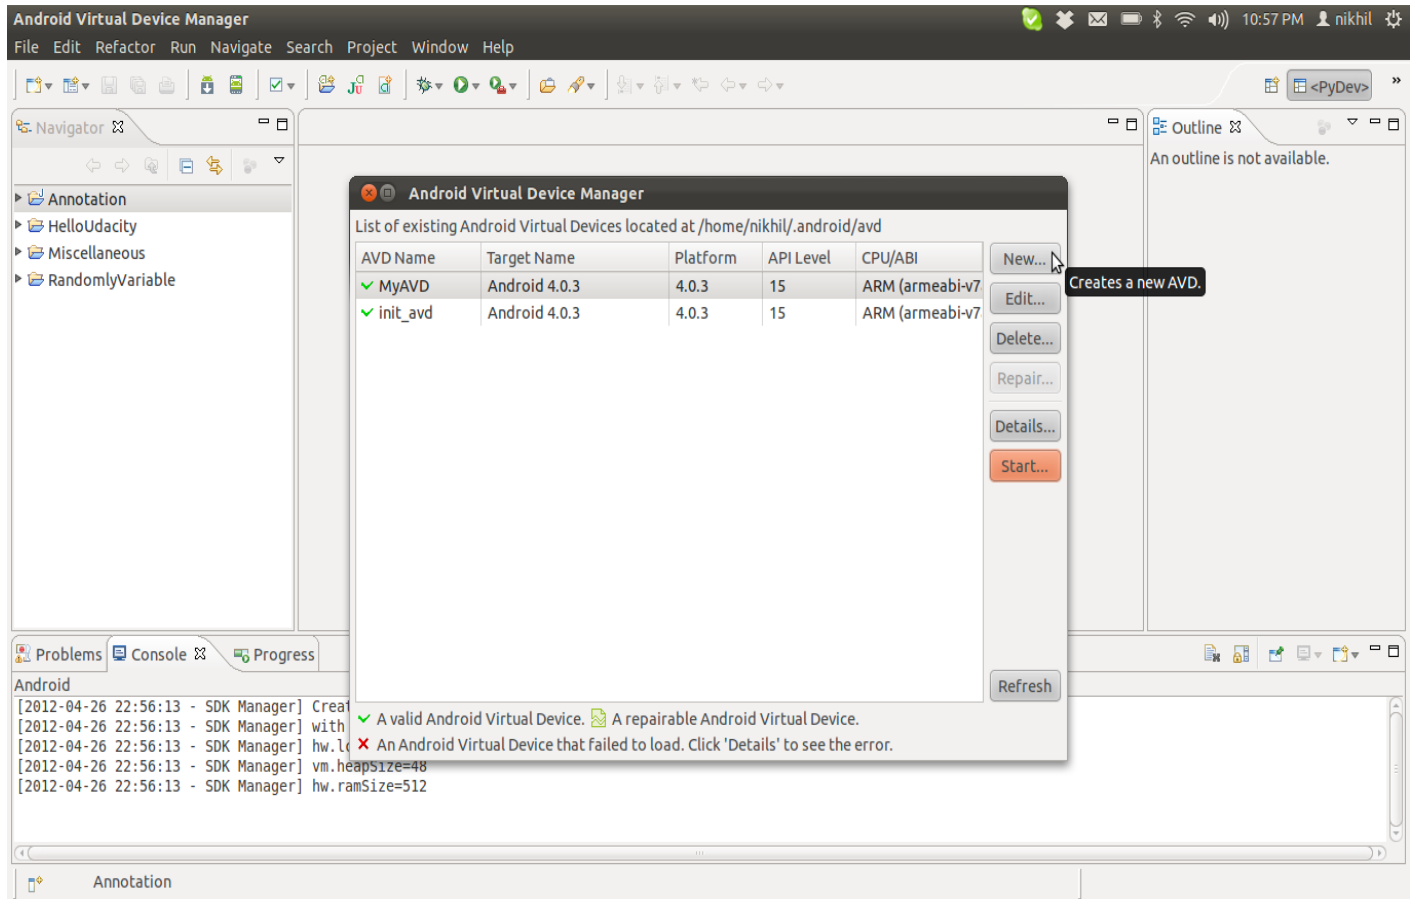 Android Virtual Device Manager
10:57 PM nikhil
File Edit Refactor Run Navigate Search Project Window Help
<PyDev>
Navigator
Outline
An outline is not available.
Annotation
HelloUdacity
Miscellaneous
RandomlyVariable
Android Virtual Device Manager
List of existing Android Virtual Devices located at /home/nikhil/.android/avd
AVD Name Target Name Platform API Level CPU/ABI
MyAVD Android 4.0.3 4.0.3 15 ARM (armeabi-v7
init_avd Android 4.0.3 4.0.3 15 ARM (armeabi-v7
New...
Creates a new AVD.
Edit...
Delete...
Repair...
Details...
Start...
Refresh
A valid Android Virtual Device. A repairable Android Virtual Device.
An Android Virtual Device that failed to load. Click 'Details' to see the error.
Problems Console Progress
Android
[2012-04-26 22:56:13 - SDK Manager] Creat
[2012-04-26 22:56:13 - SDK Manager] with
[2012-04-26 22:56:13 - SDK Manager] hw.lc
[2012-04-26 22:56:13 - SDK Manager] vm.heapSize=48
[2012-04-26 22:56:13 - SDK Manager] hw.ramSize=512
Annotation